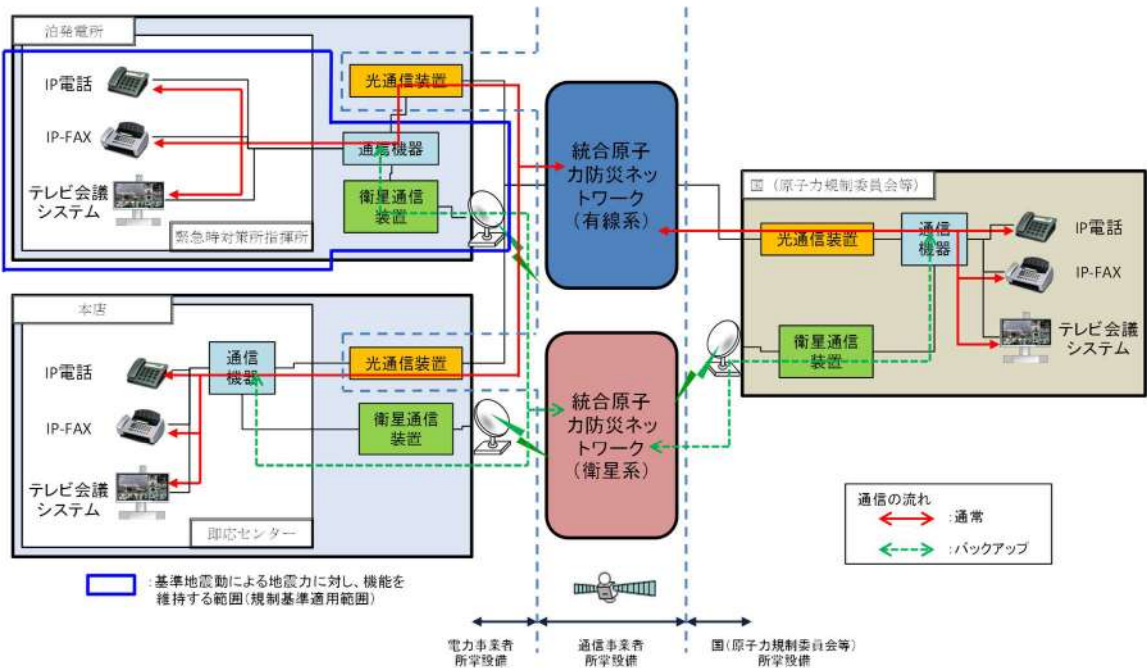 泊発電所
IP電話
IP-FAX
テレビ会議
システム
緊急時対策所指揮所
光通信装置
通信機器
衛星通信
装置
本店
IP電話
IP-FAX
テレビ会議
システム
即応センター
通信
機器
光通信装置
衛星通信
装置
統合原子
力防災ネッ
トワーク
(有線系)
統合原子
力防災ネッ
トワーク
(衛星系)
国(原子力規制委員会等)
光通信装置
通信
機器
衛星通信
装置
IP電話
IP-FAX
テレビ会議
システム
通信の流れ
:通常
:バックアップ
:基準地震動による地震力に対し、機能を
維持する範囲(規制基準適用範囲)
電力事業者
所掌設備
通信事業者
所掌設備
国(原子力規制委員会等)
所掌設備